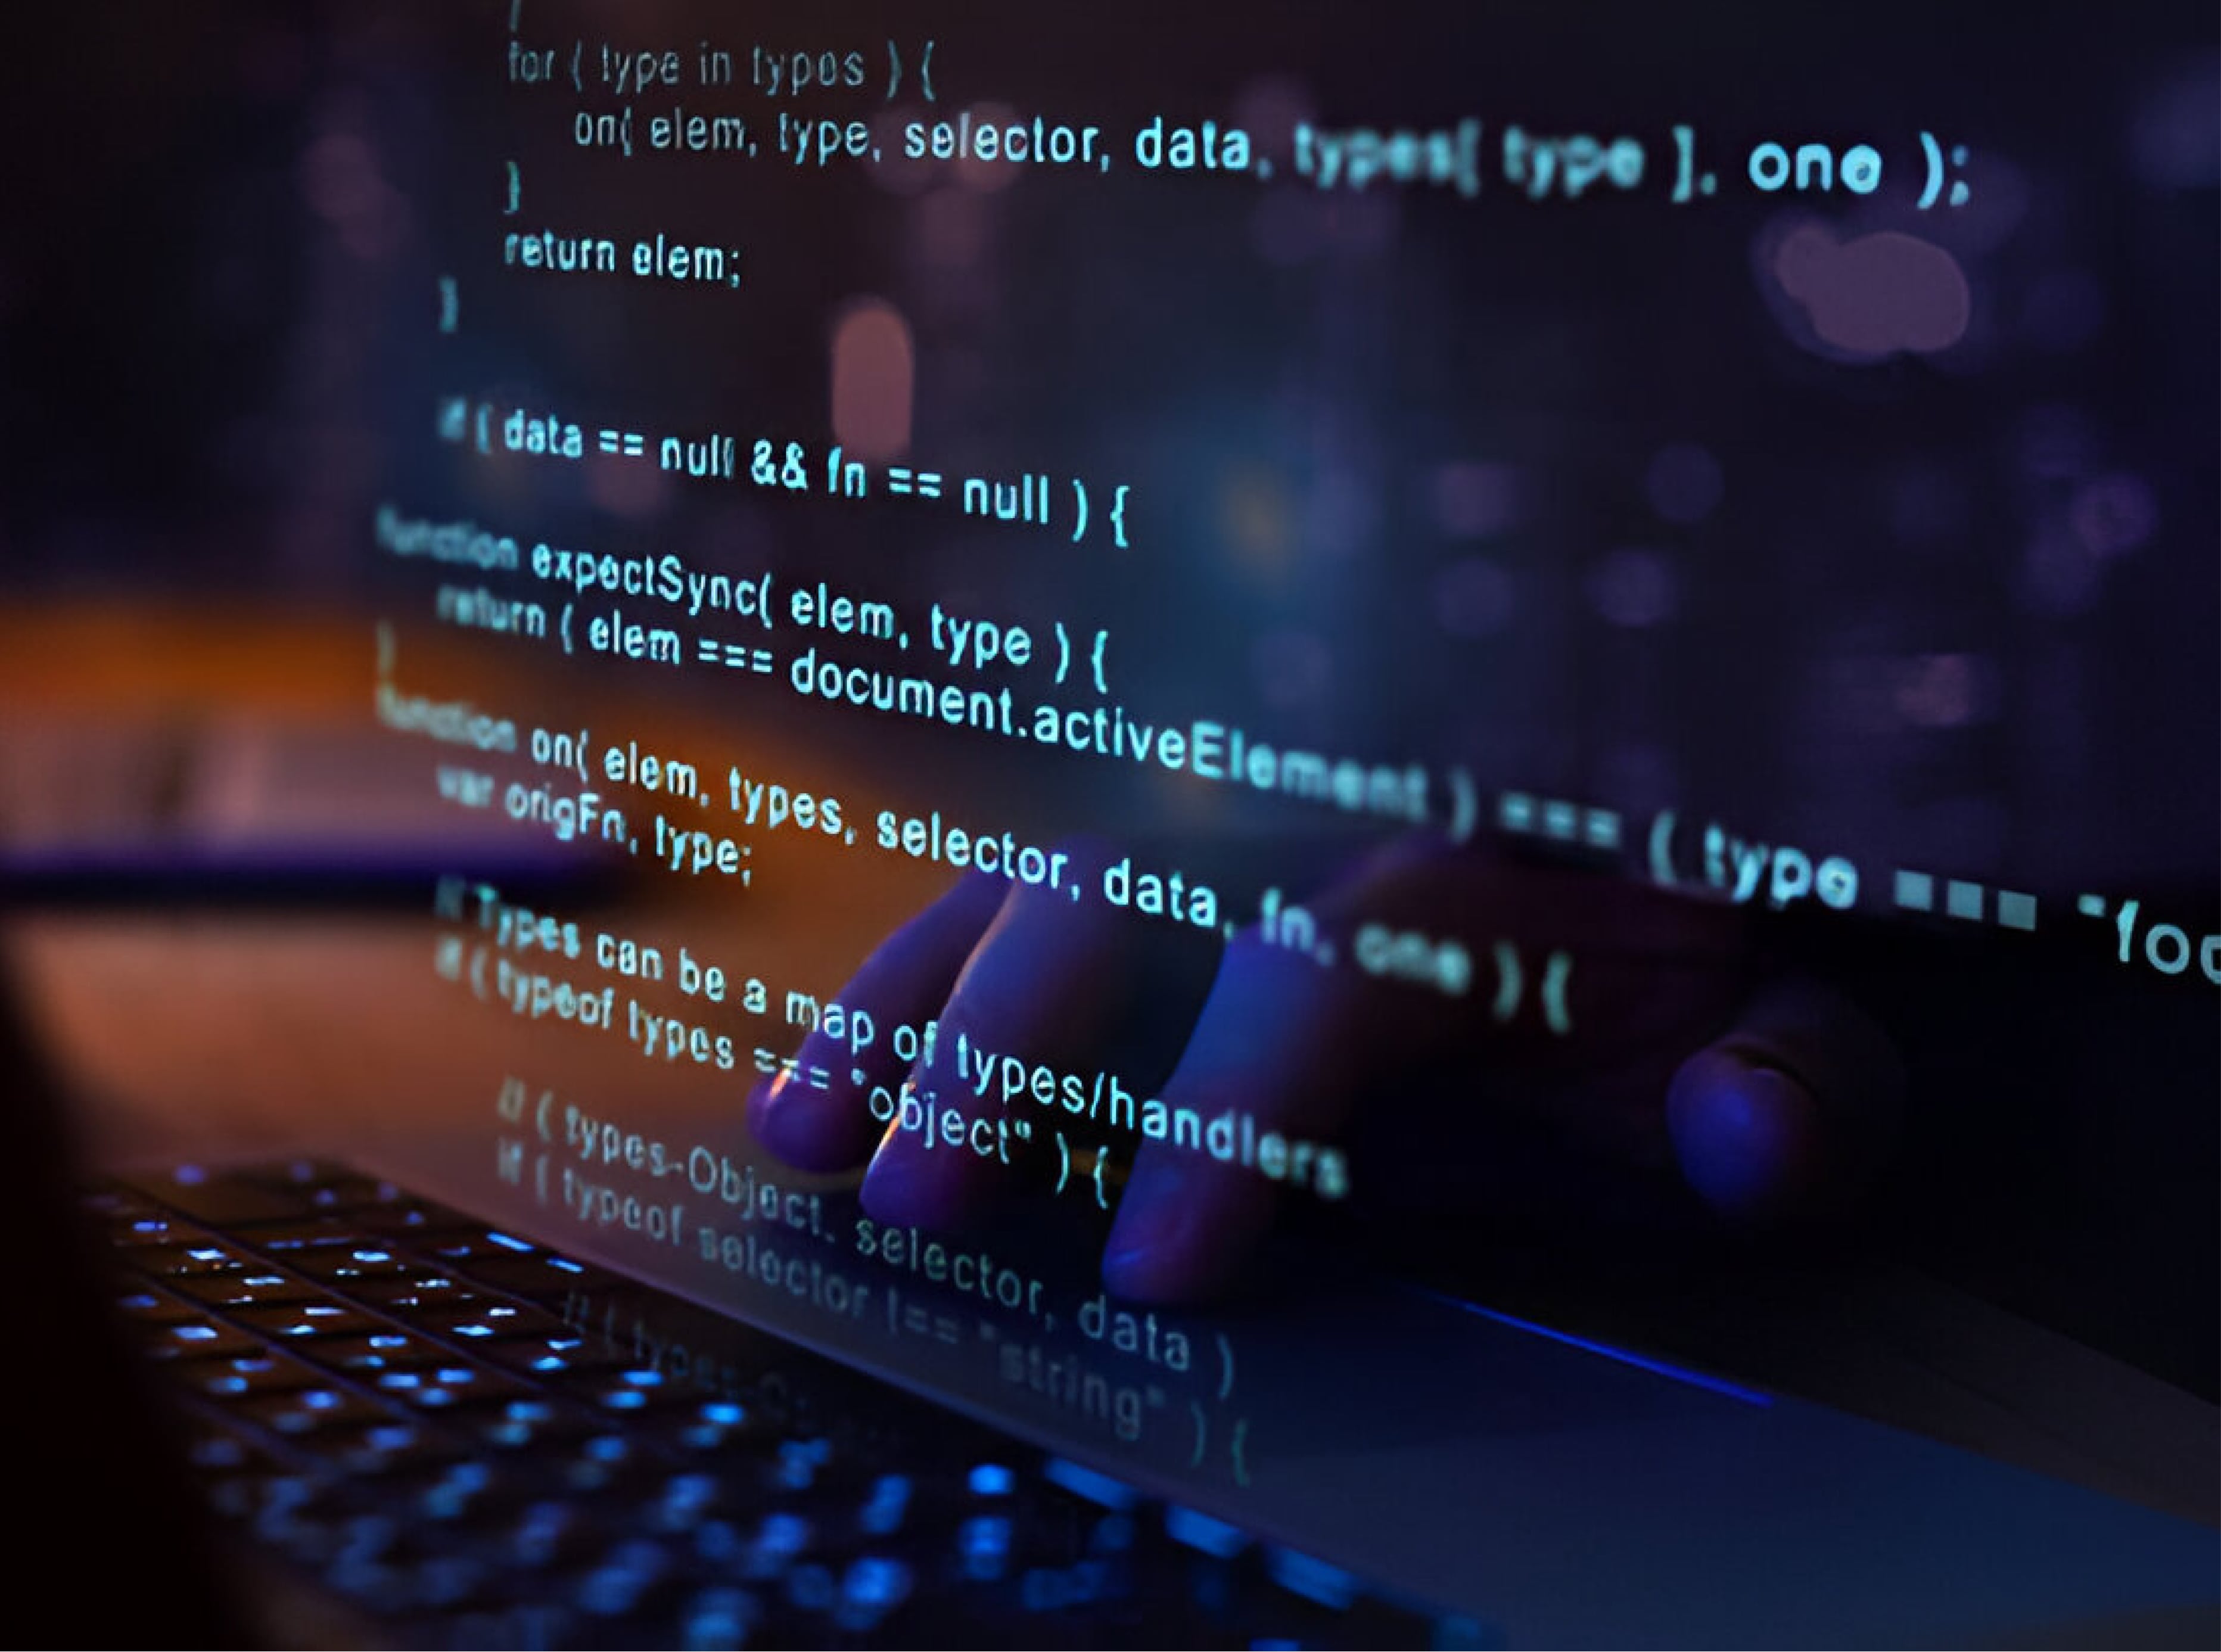 }
for ( type in types ) {
on( elem, type, selector, data, types[ type ], one );
}
return elem;
}
if ( data == null && fn == null ) {
function expectSync( elem, type ) {
return ( elem === document.activeElement ) === ( type === "foc
}
function on( elem, types, selector, data, fn, one ) {
var origFn, type;
// Types can be a map of types/handlers
if ( typeof types === "object" ) {
// ( types-Object, selector, data )
if ( typeof selector !== "string" ) {
// ( types-O